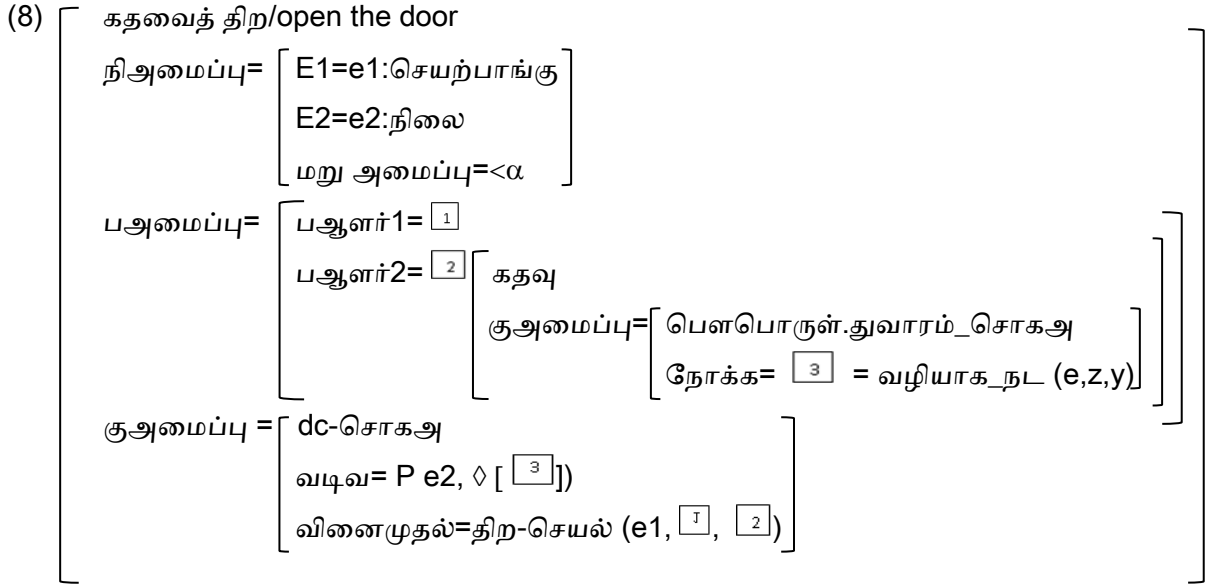 (8) கதவைத் திற/open the door
நிஅமைப்பு= E1=e1:செயற்பாங்கு
E2=e2:நிலை
மறு அமைப்பு=<α
பஅமைப்பு= பஆளர்1= 1
பஆளர்2= 2 கதவு
குஅமைப்பு= பௌபொருள்.துவாரம்_சொகஅ
நோக்க= 3 = வழியாக_நட (e,z,y)
குஅமைப்பு = dc-சொகஅ
வடிவ= P e2, ◊ [ 3 ])
வினைமுதல்=திற-செயல் (e1, J, 2)